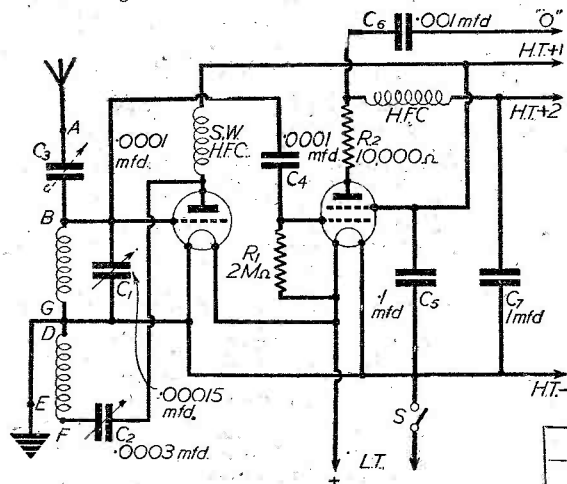 C6 .001 mfd "O"
H.T.+1
A
S.W.
H.F.C.
H.F.C
H.T.+2
.0001
mfd.
C3
.0001
mfd.
C4
R2
10,000Ω
B
R1
2MΩ
C1
G
D
.1
mfd
C5
C7
1mfd
E
.00015
mfd.
H.T.-
F
C2
.0003 mfd.
S
L.T.
+
-